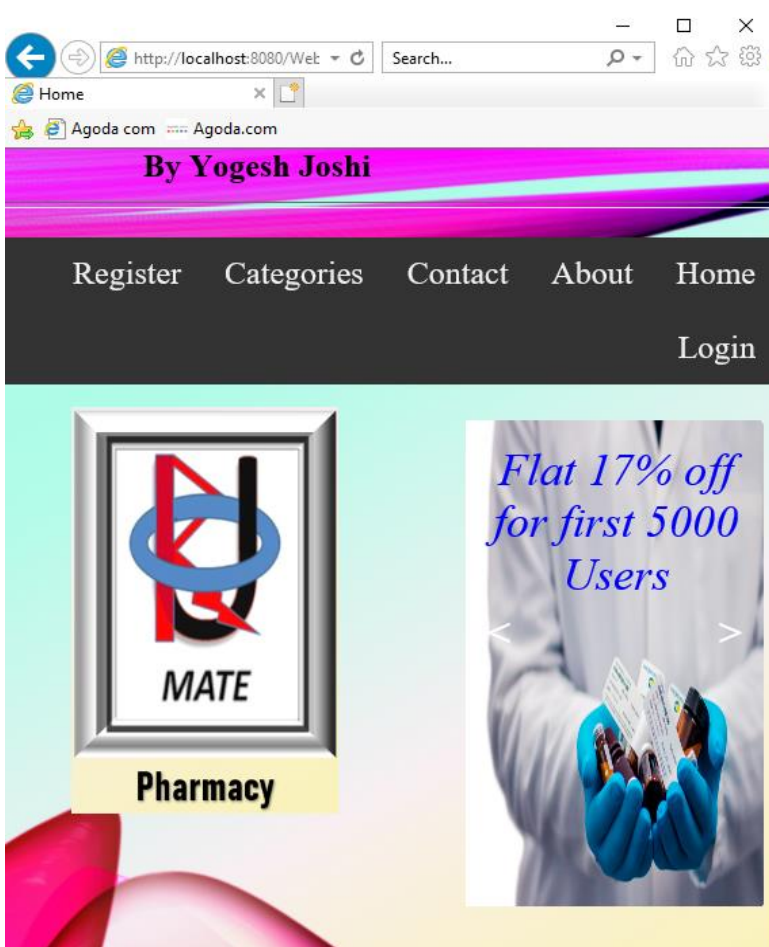 http://localhost:8080/Web
Search...
Home
Agoda com
Agoda.com
By Yogesh Joshi
Register Categories Contact About Home
Login
MATE
Pharmacy
Flat 17% off
for first 5000
Users
< >